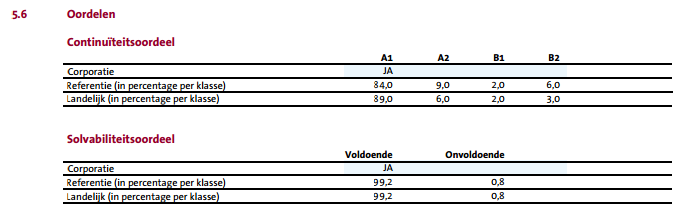 5.6 Oordelen
Continuïteitsoordeel
A1 A2 B1 B2
Corporatie JA
Referentie (in percentage per klasse) 84,0 9,0 2,0 6,0
Landelijk (in percentage per klasse) 89,0 6,0 2,0 3,0
Solvabiliteitsoordeel
Voldoende Onvoldoende
Corporatie JA
Referentie (in percentage per klasse) 99,2 0,8
Landelijk (in percentage per klasse) 99,2 0,8